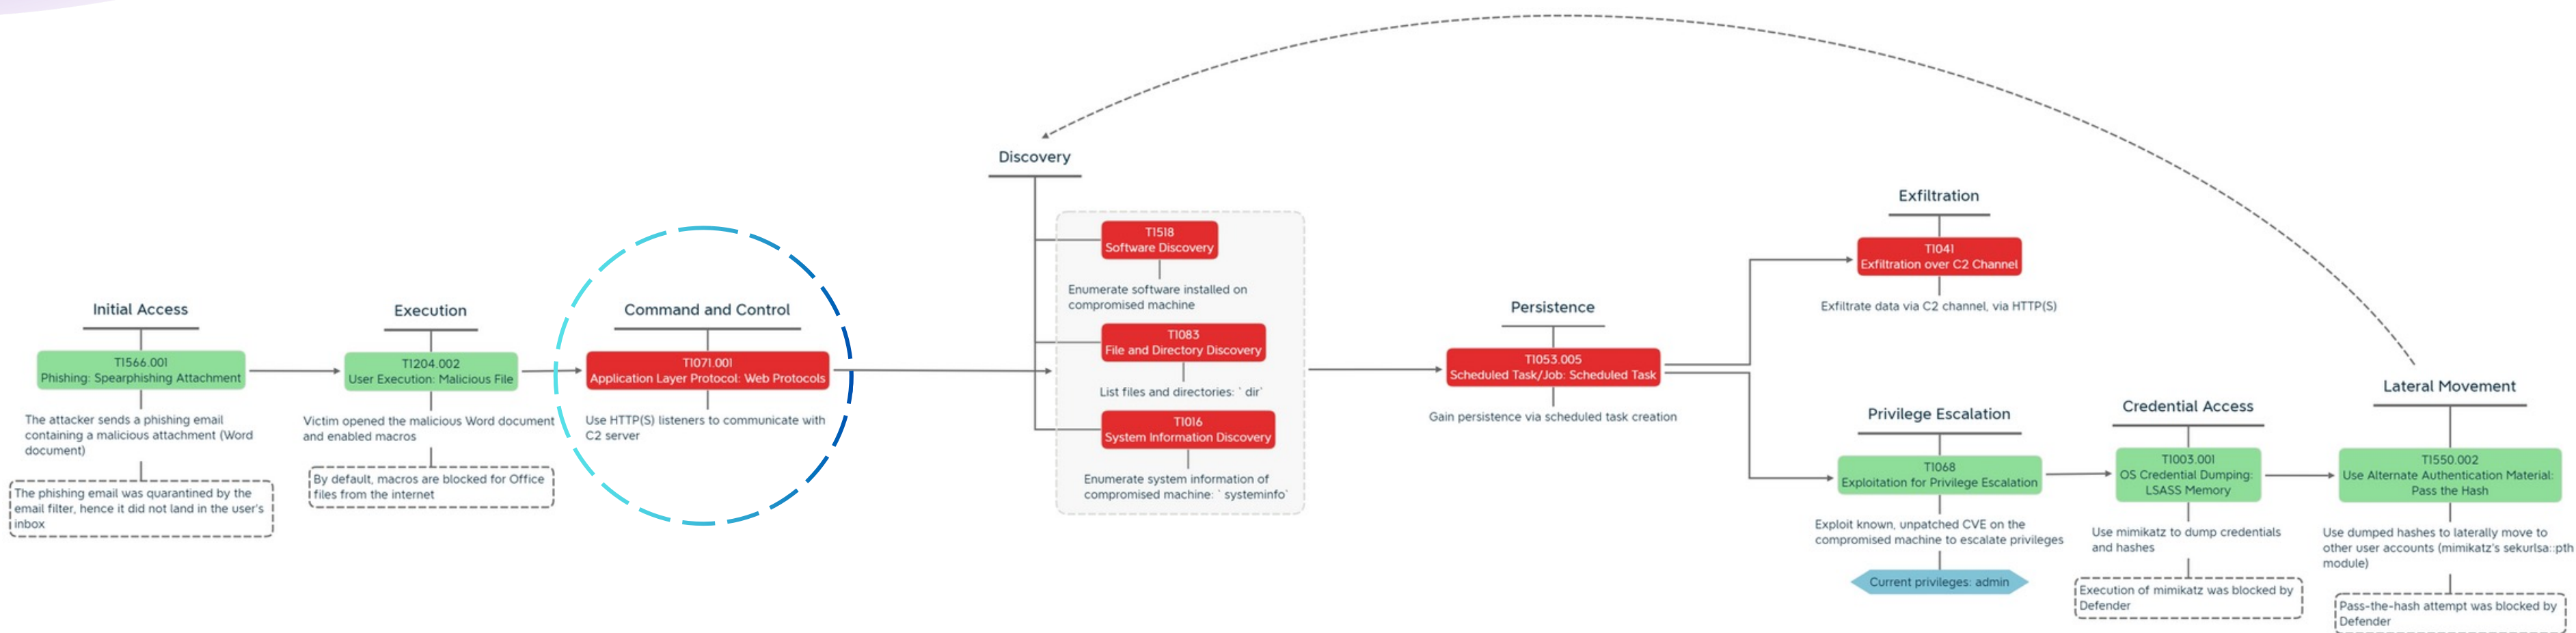 Initial Access
T1566.001
Phishing: Spearphishing Attachment
The attacker sends a phishing email
containing a malicious attachment (Word
document)
The phishing email was quarantined by the
email filter, hence it did not land in the user's
inbox
Execution
T1204.002
User Execution: Malicious File
Victim opened the malicious Word document
and enabled macros
By default, macros are blocked for Office
files from the internet
Command and Control
T1071.001
Application Layer Protocol: Web Protocols
Use HTTP(S) listeners to communicate with
C2 server
Discovery
T1518
Software Discovery
Enumerate software installed on
compromised machine
T1083
File and Directory Discovery
List files and directories: ` dir`
T1016
System Information Discovery
Enumerate system information of
compromised machine: ` systeminfo`
Persistence
T1053.005
Scheduled Task/Job: Scheduled Task
Gain persistence via scheduled task creation
Exfiltration
T1041
Exfiltration over C2 Channel
Exfiltrate data via C2 channel, via HTTP(S)
Privilege Escalation
T1068
Exploitation for Privilege Escalation
Exploit known, unpatched CVE on the
compromised machine to escalate privileges
Current privileges: admin
Credential Access
T1003.001
OS Credential Dumping:
LSASS Memory
Use mimikatz to dump credentials
and hashes
Execution of mimikatz was blocked by
Defender
Lateral Movement
T1550.002
Use Alternate Authentication Material:
Pass the Hash
Use dumped hashes to laterally move to
other user accounts (mimikatz's sekurlsa::pth
module)
Pass-the-hash attempt was blocked by
Defender